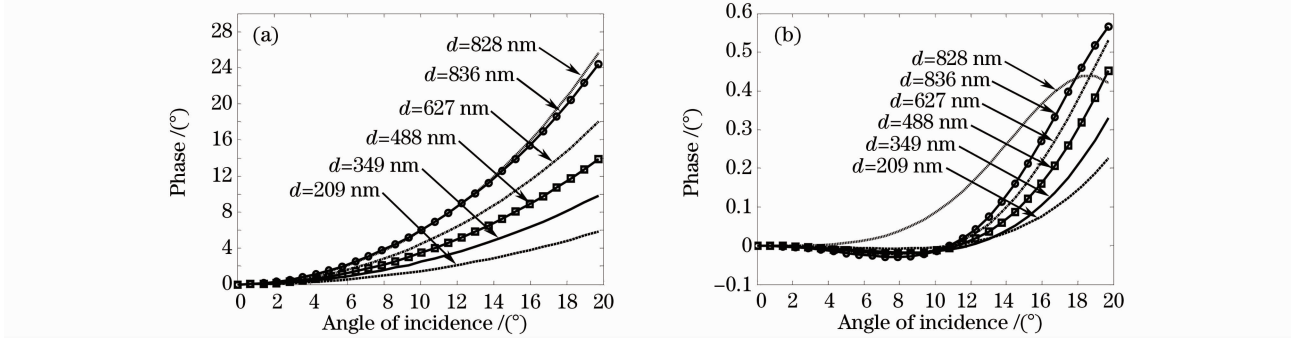 (a)
28
24
20
16
12
8
4
0
Phase /(°)
d=828 nm
d=836 nm
d=627 nm
d=488 nm
d=349 nm
d=209 nm
0 2 4 6 8 10 12 14 16 18 20
Angle of incidence /(°)
(b)
0.6
0.5
0.4
0.3
0.2
0.1
0
−0.1
Phase /(°)
d=828 nm
d=836 nm
d=627 nm
d=488 nm
d=349 nm
d=209 nm
0 2 4 6 8 10 12 14 16 18 20
Angle of incidence /(°)